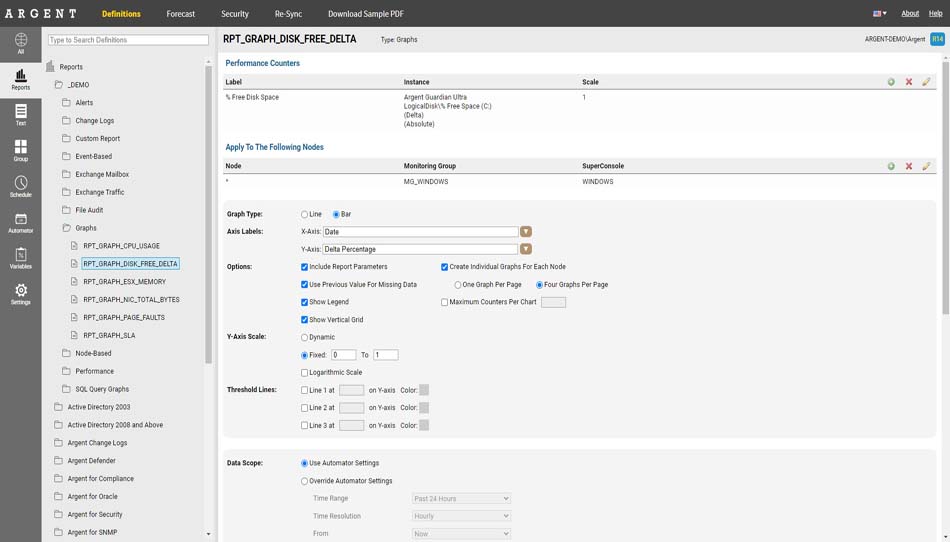 ARGENT
Definitions
Forecast
Security
Re-Sync
Download Sample PDF
About
Help
All
Reports
Text
Group
Schedule
Automator
Variables
Settings
Type to Search Definitions
Reports
_DEMO
Alerts
Change Logs
Custom Report
Event-Based
Exchange Mailbox
Exchange Traffic
File Audit
Graphs
RPT_GRAPH_CPU_USAGE
RPT_GRAPH_DISK_FREE_DELTA
RPT_GRAPH_ESX_MEMORY
RPT_GRAPH_NIC_TOTAL_BYTES
RPT_GRAPH_PAGE_FAULTS
RPT_GRAPH_SLA
Node-Based
Performance
SQL Query Graphs
Active Directory 2003
Active Directory 2008 and Above
Argent Change Logs
Argent Defender
Argent for Compliance
Argent for Oracle
Argent for Security
Argent for SNMP
RPT_GRAPH_DISK_FREE_DELTA Type: Graphs ARGENT-DEMO\Argent R14
Performance Counters
Label Instance Scale
% Free Disk Space Argent Guardian Ultra 1
LogicalDisk\% Free Space (C:)
(Delta)
(Absolute)
Apply To The Following Nodes
Node Monitoring Group SuperConsole
* MG_WINDOWS WINDOWS
Graph Type: Line Bar
Axis Labels: X-Axis: Date
Y-Axis: Delta Percentage
Options: Include Report Parameters Create Individual Graphs For Each Node
Use Previous Value For Missing Data One Graph Per Page Four Graphs Per Page
Show Legend Maximum Counters Per Chart
Show Vertical Grid
Y-Axis Scale: Dynamic
Fixed: 0 To 1
Logarithmic Scale
Threshold Lines: Line 1 at on Y-axis Color:
Line 2 at on Y-axis Color:
Line 3 at on Y-axis Color:
Data Scope: Use Automator Settings
Override Automator Settings
Time Range Past 24 Hours
Time Resolution Hourly
From Now